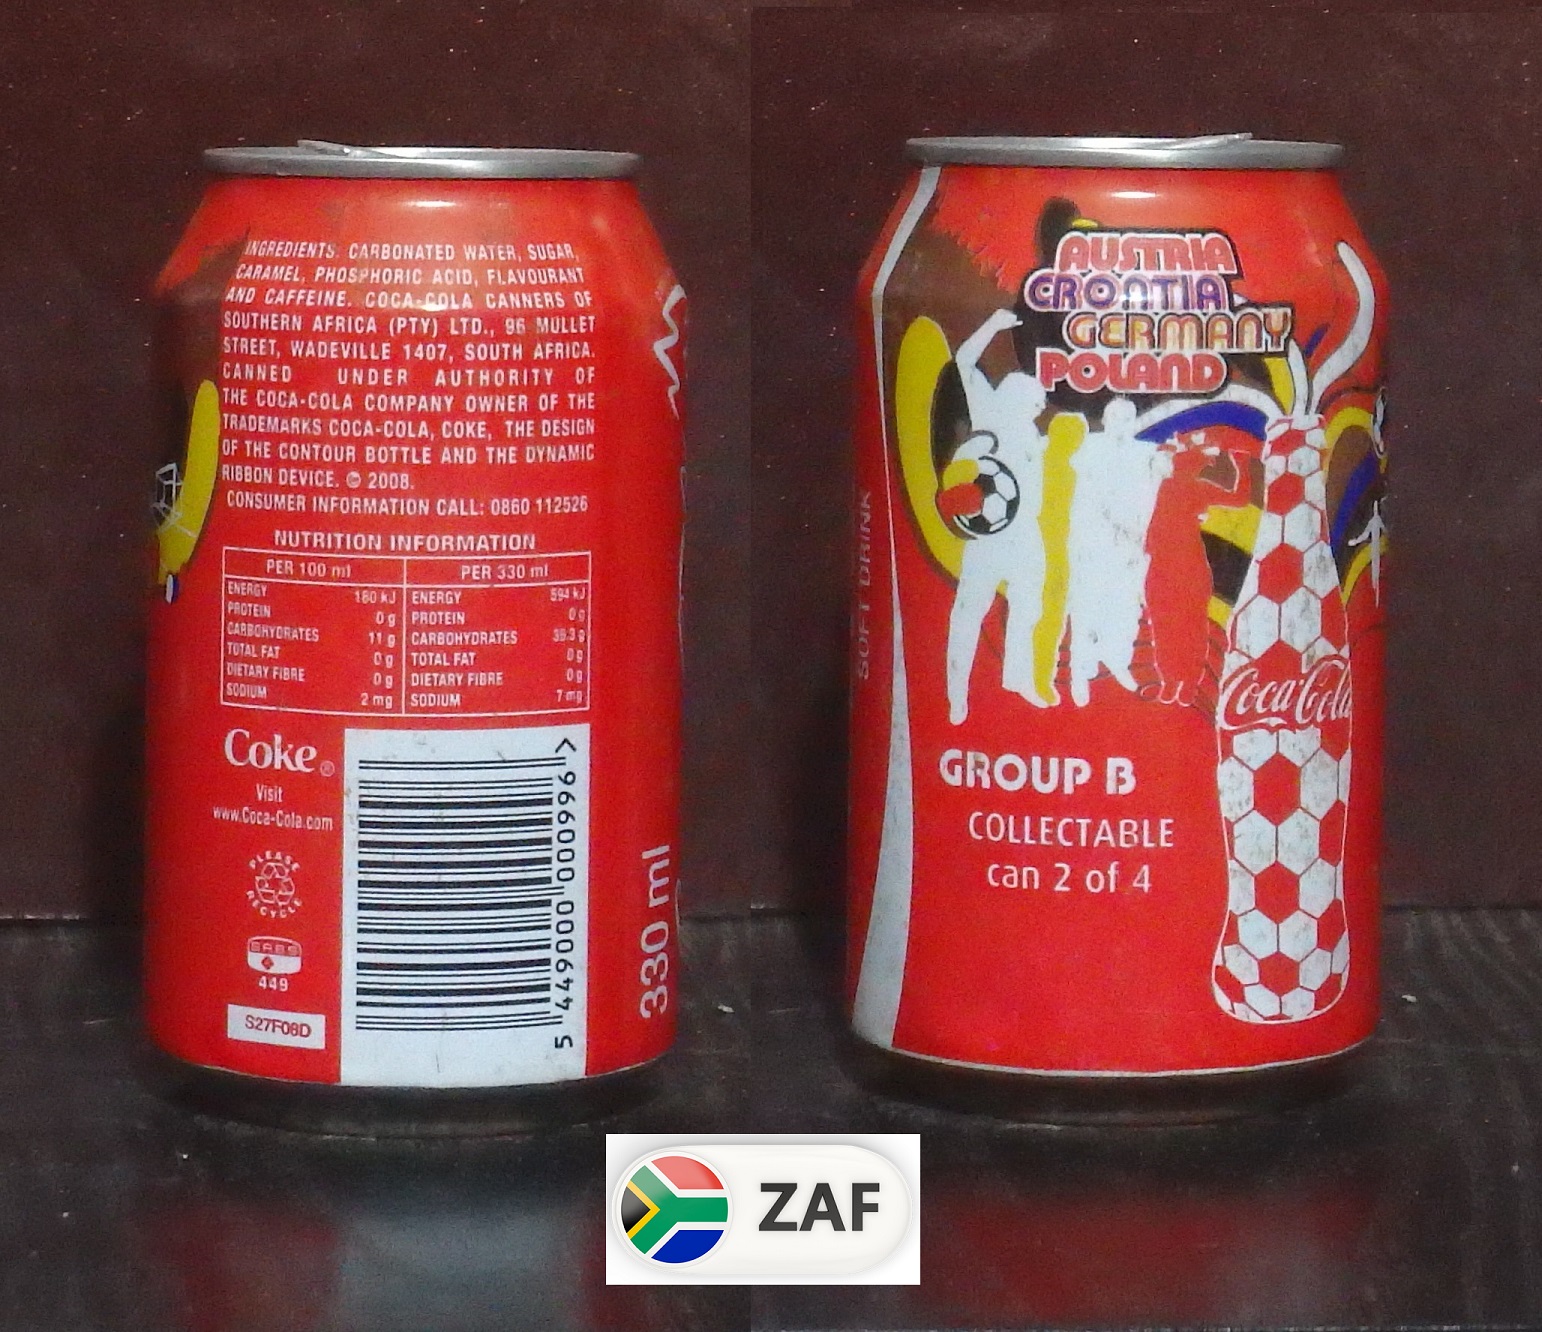 INGREDIENTS: CARBONATED WATER, SUGAR,
CARAMEL, PHOSPHORIC ACID, FLAVOURANT
AND CAFFEINE. COCA-COLA CANNERS OF
SOUTHERN AFRICA (PTY) LTD., 96 MULLET
STREET, WADEVILLE 1407, SOUTH AFRICA.
CANNED UNDER AUTHORITY OF
THE COCA-COLA COMPANY OWNER OF THE
TRADEMARKS COCA-COLA, COKE, THE DESIGN
OF THE CONTOUR BOTTLE AND THE DYNAMIC
RIBBON DEVICE. © 2008.
CONSUMER INFORMATION CALL: 0860 112526
NUTRITION INFORMATION
PER 100 ml PER 330 ml
ENERGY 180 kJ ENERGY 594 kJ
PROTEIN 0 g PROTEIN 0 g
CARBOHYDRATES 11 g CARBOHYDRATES 39.3 g
TOTAL FAT 0 g TOTAL FAT 0 g
DIETARY FIBRE 0 g DIETARY FIBRE 0 g
SODIUM 2 mg SODIUM 7 mg
Coke®
Visit
www.Coca-Cola.com
PLEASE
RECYCLE
449
S27F08D
5 449000 000996 >
330 ml
SOFT DRINK
AUSTRIA
CROATIA
GERMANY
POLAND
Coca-Cola
GROUP B
COLLECTABLE
can 2 of 4
ZAF